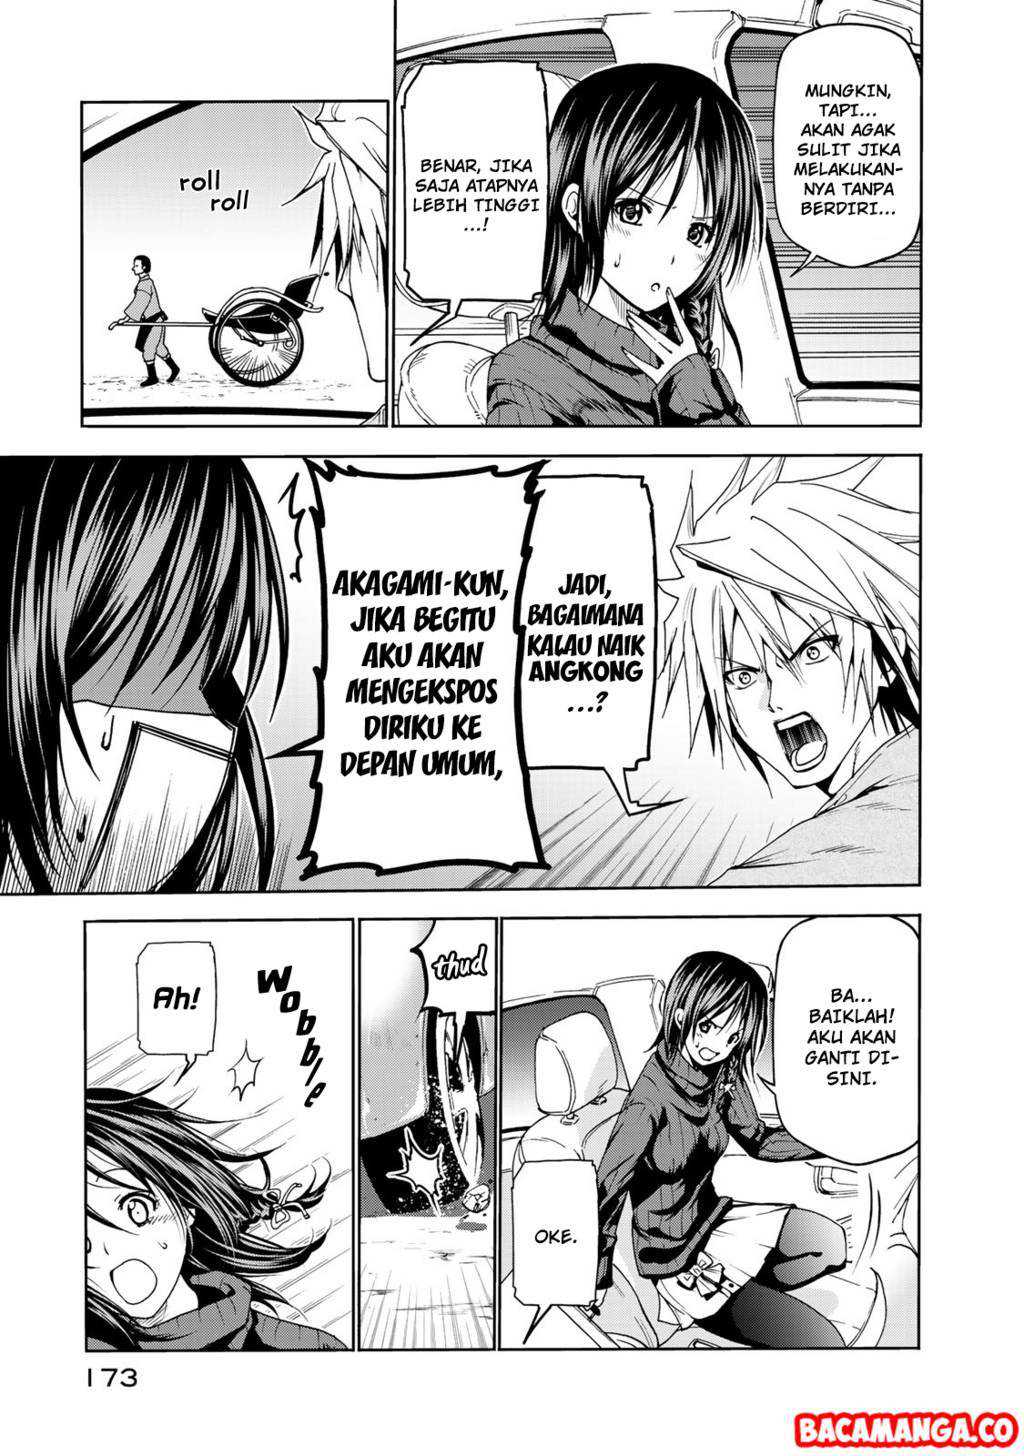 MUNGKIN,
TAPI...
AKAN AGAK
SULIT JIKA
MELAKUKAN-
NYA TANPA
BERDIRI...
BENAR, JIKA
SAJA ATAPNYA
LEBIH TINGGI
...!
roll
roll
JADI,
BAGAIMANA
KALAU NAIK
ANGKONG
...?
AKAGAMI-KUN,
JIKA BEGITU
AKU AKAN
MENGEKSPOS
DIRIKU KE
DEPAN UMUM,
BA...
BAIKLAH!
AKU AKAN
GANTI DI-
SINI.
OKE.
thud
Wobble
Ah!
173
BACAMANGA.CO